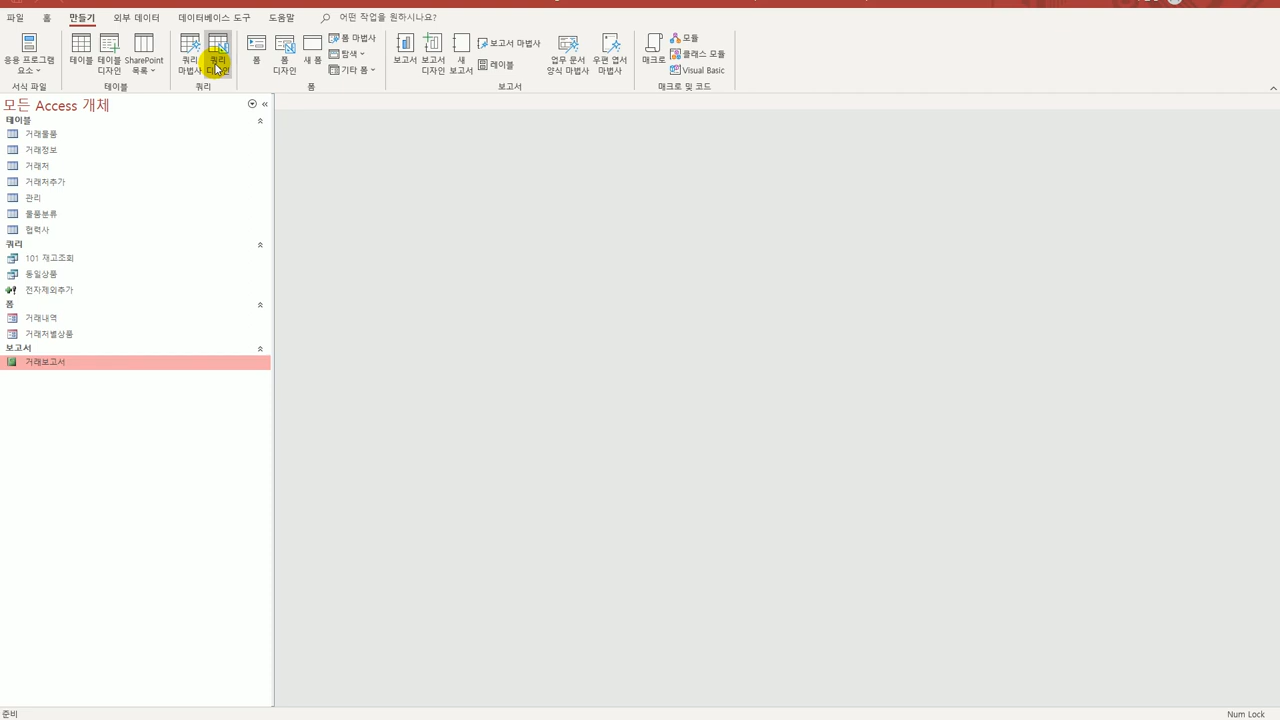 파일 홈 만들기 외부 데이터 데이터베이스 도구 도움말 어떤 작업을 원하시나요?
응용 프로그램 요소
테이블
테이블 디자인
SharePoint 목록
쿼리 마법사
쿼리 디자인
폼
폼 디자인
새 폼
폼 마법사
탐색
기타 폼
보고서
보고서 디자인
새 보고서
보고서 마법사
레이블
업무 문서 양식 마법사
우편 엽서 마법사
매크로
모듈
클래스 모듈
Visual Basic
서식 파일 테이블 쿼리 폼 보고서 매크로 및 코드
모든 Access 개체
테이블
거래물품
거래정보
거래처
거래처추가
관리
물품분류
협력사
쿼리
101 재고조회
동일상품
전자제외추가
폼
거래내역
거래처별상품
보고서
거래보고서
준비
Num Lock